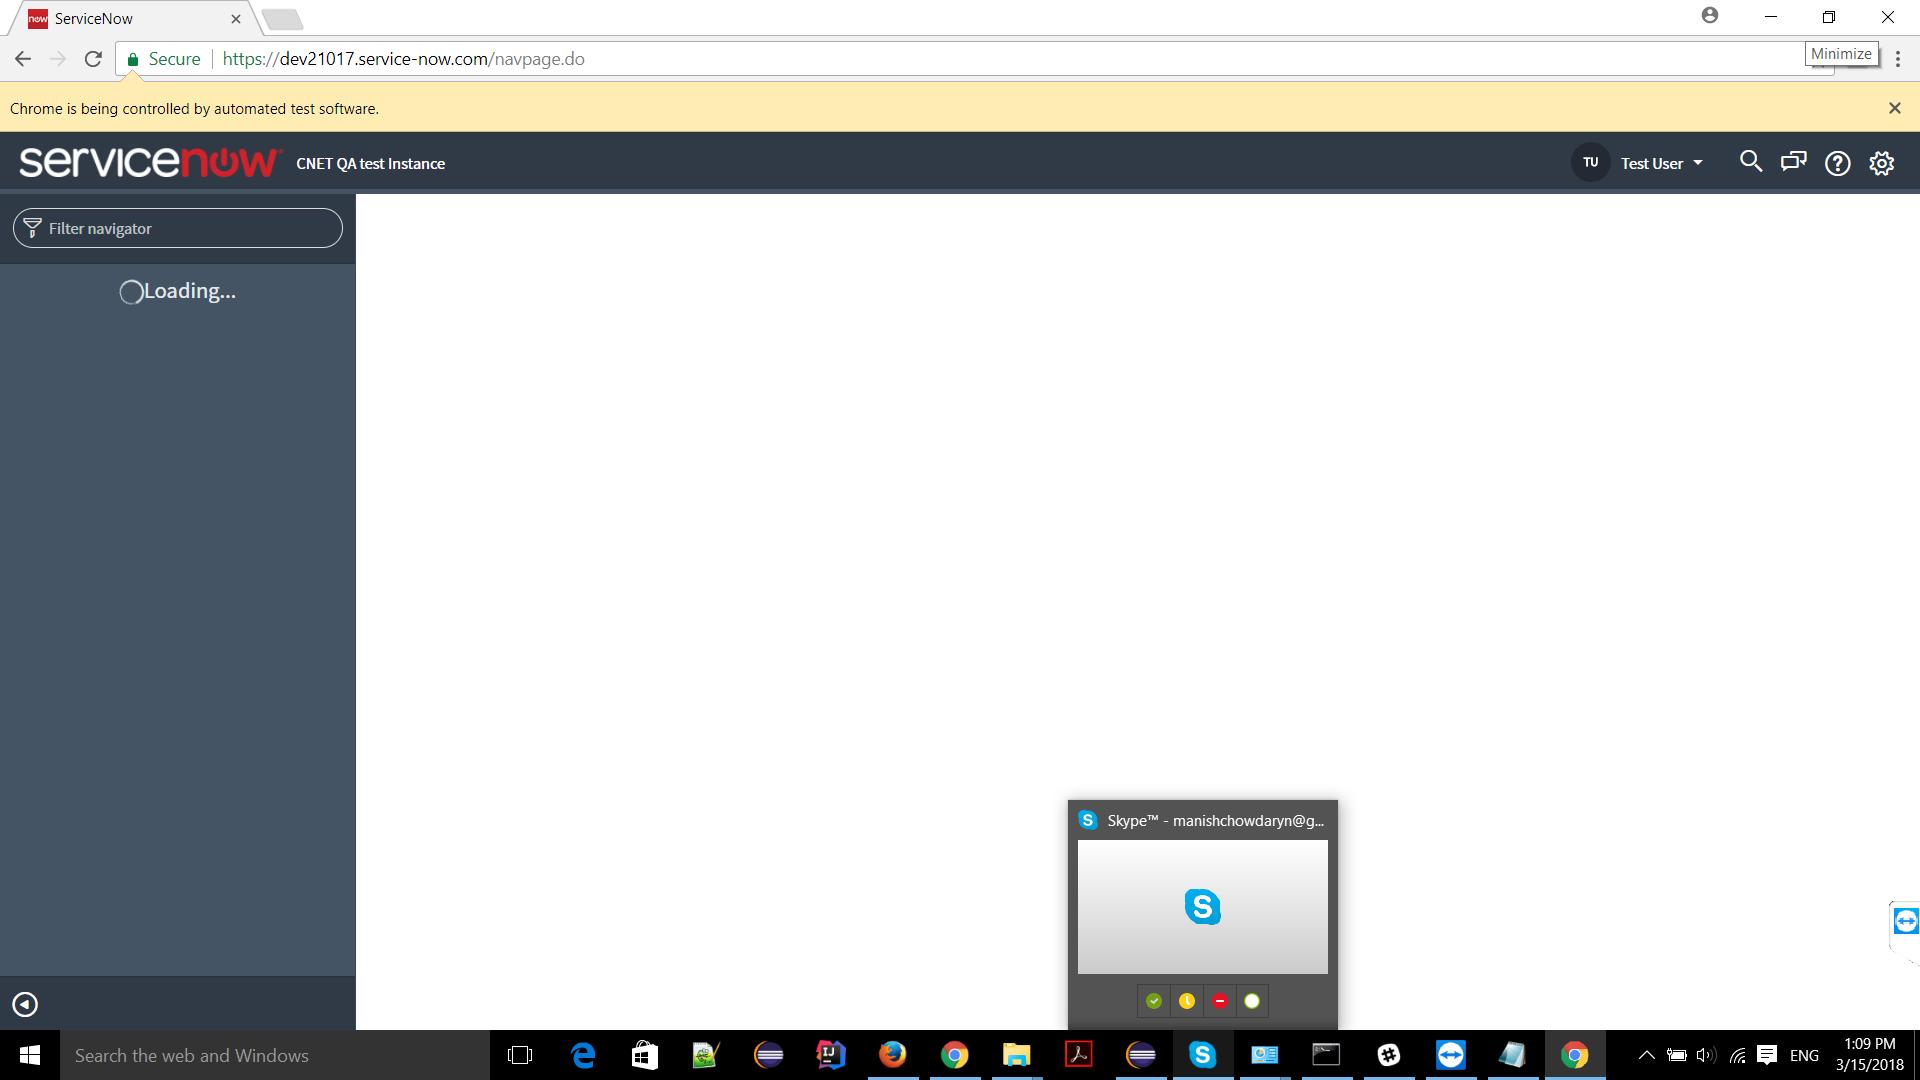 now ServiceNow
Secure https://dev21017.service-now.com/navpage.do
Minimize
Chrome is being controlled by automated test software.
servicenow CNET QA test Instance
TU Test User
Filter navigator
Loading...
Skype™ - manishchowdaryn@g...
Search the web and Windows
ENG
1:09 PM
3/15/2018